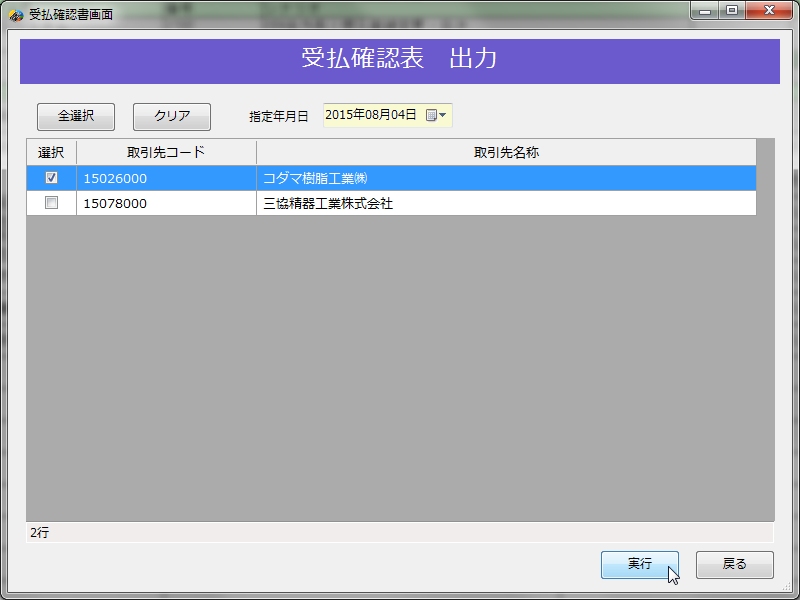 受払確認書画面
受払確認表　出力
全選択 クリア 指定年月日 2015年08月04日
選択 取引先コード 取引先名称
15026000 コダマ樹脂工業㈱
15078000 三協精器工業株式会社
2行
実行 戻る